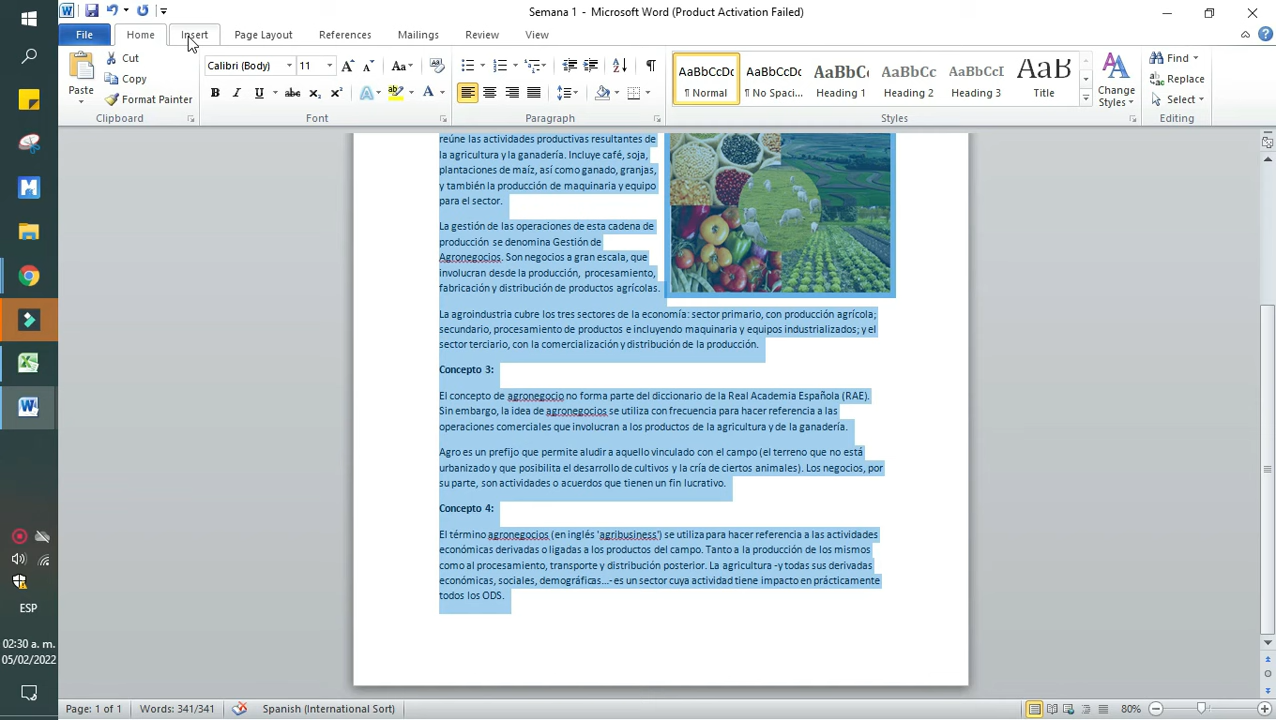 Semana 1 - Microsoft Word (Product Activation Failed)
File Home Insert Page Layout References Mailings Review View
Paste
Cut
Copy
Format Painter
Clipboard
Calibri (Body) 11
Font
Paragraph
AaBbCcDc
¶ Normal
AaBbCcDc
¶ No Spaci...
AaBbC
Heading 1
AaBbCc
Heading 2
AaBbCcD
Heading 3
AaB
Title
Change
Styles
Styles
Find
Replace
Select
Editing
reúne las actividades productivas resultantes de
la agricultura y la ganadería. Incluye café, soja,
plantaciones de maíz, así como ganado, granjas,
y también la producción de maquinaria y equipo
para el sector.
La gestión de las operaciones de esta cadena de
producción se denomina Gestión de
Agronegocios. Son negocios a gran escala, que
involucran desde la producción, procesamiento,
fabricación y distribución de productos agrícolas.
La agroindustria cubre los tres sectores de la economía: sector primario, con producción agrícola;
secundario, procesamiento de productos e incluyendo maquinaria y equipos industrializados; y el
sector terciario, con la comercialización y distribución de la producción.
Concepto 3:
El concepto de agronegocio no forma parte del diccionario de la Real Academia Española (RAE).
Sin embargo, la idea de agronegocios se utiliza con frecuencia para hacer referencia a las
operaciones comerciales que involucran a los productos de la agricultura y de la ganadería.
Agro es un prefijo que permite aludir a aquello vinculado con el campo (el terreno que no está
urbanizado y que posibilita el desarrollo de cultivos y la cría de ciertos animales). Los negocios, por
su parte, son actividades o acuerdos que tienen un fin lucrativo.
Concepto 4:
El término agronegocios (en inglés 'agribusiness') se utiliza para hacer referencia a las actividades
económicas derivadas o ligadas a los productos del campo. Tanto a la producción de los mismos
como al procesamiento, transporte y distribución posterior. La agricultura -y todas sus derivadas
económicas, sociales, demográficas...- es un sector cuya actividad tiene impacto en prácticamente
todos los ODS.
ESP
02:30 a. m.
05/02/2022
Page: 1 of 1 Words: 341/341 Spanish (International Sort) 80%